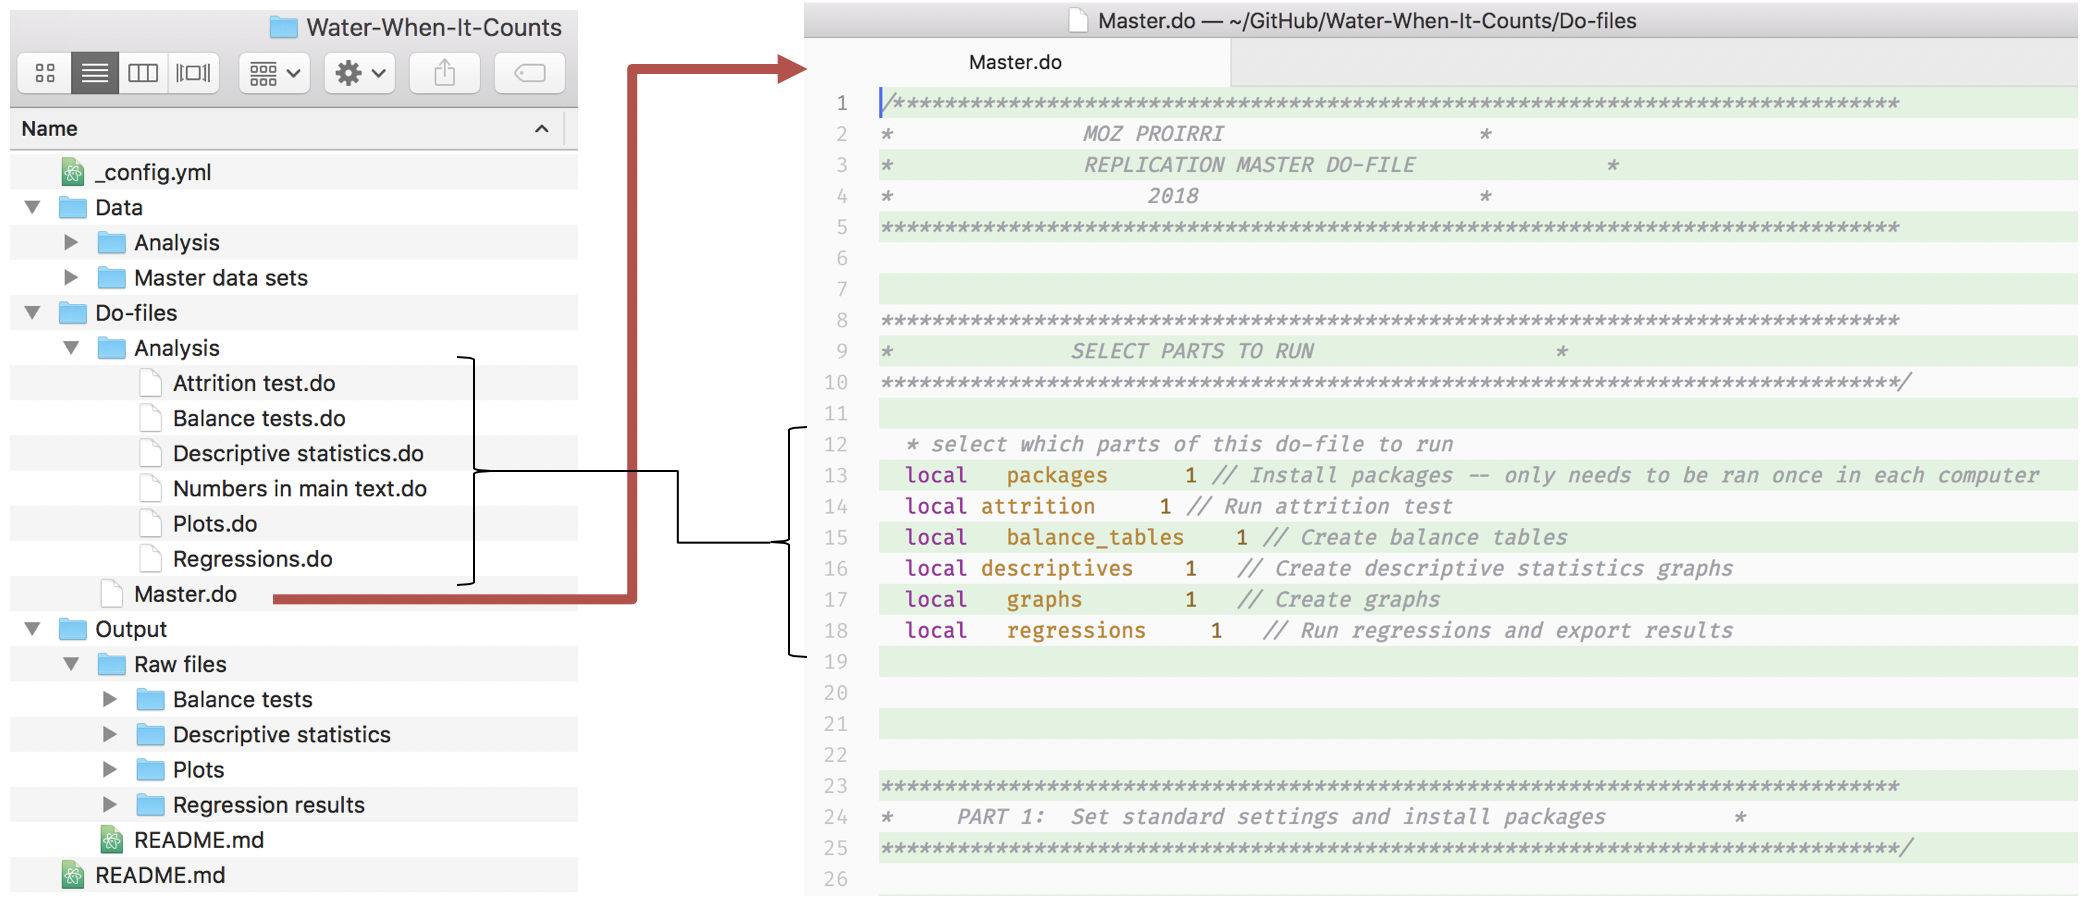 Water-When-It-Counts
Name
_config.yml
Data
Analysis
Master data sets
Do-files
Analysis
Attrition test.do
Balance tests.do
Descriptive statistics.do
Numbers in main text.do
Plots.do
Regressions.do
Master.do
Output
Raw files
Balance tests
Descriptive statistics
Plots
Regression results
README.md
README.md
Master.do — ~/GitHub/Water-When-It-Counts/Do-files
Master.do
1 /*******************************************************************************
2 * MOZ PROIRRI *
3 * REPLICATION MASTER DO-FILE *
4 * 2018 *
5 ********************************************************************************
6
7
8 ********************************************************************************
9 * SELECT PARTS TO RUN *
10 ********************************************************************************/
11
12 * select which parts of this do-file to run
13 local packages 1 // Install packages -- only needs to be ran once in each computer
14 local attrition 1 // Run attrition test
15 local balance_tables 1 // Create balance tables
16 local descriptives 1 // Create descriptive statistics graphs
17 local graphs 1 // Create graphs
18 local regressions 1 // Run regressions and export results
19
20
21
22
23 ********************************************************************************
24 * PART 1: Set standard settings and install packages *
25 ********************************************************************************/
26